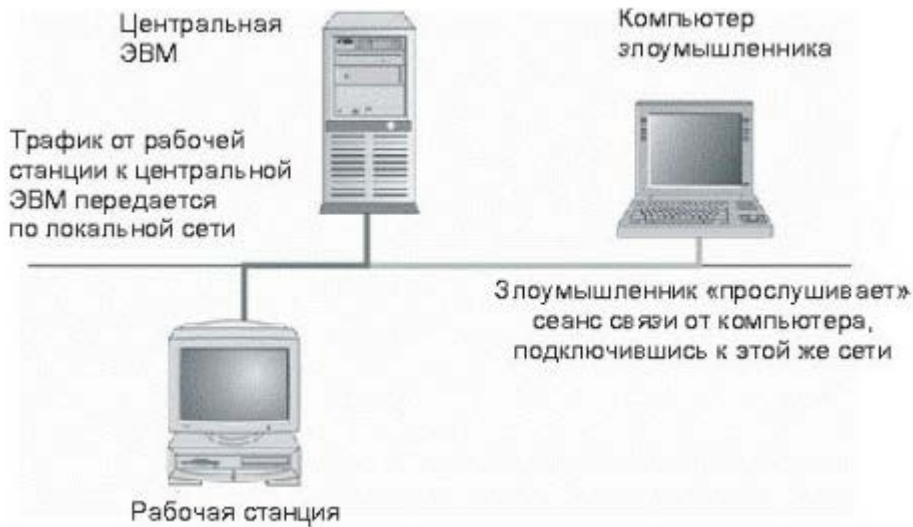 Центральная
ЭВМ
Компьютер
злоумышленника
Трафик от рабочей
станции к центральной
ЭВМ передается
по локальной сети
Злоумышленник «прослушивает»
сеанс связи от компьютера,
подключившись к этой же сети
Рабочая станция